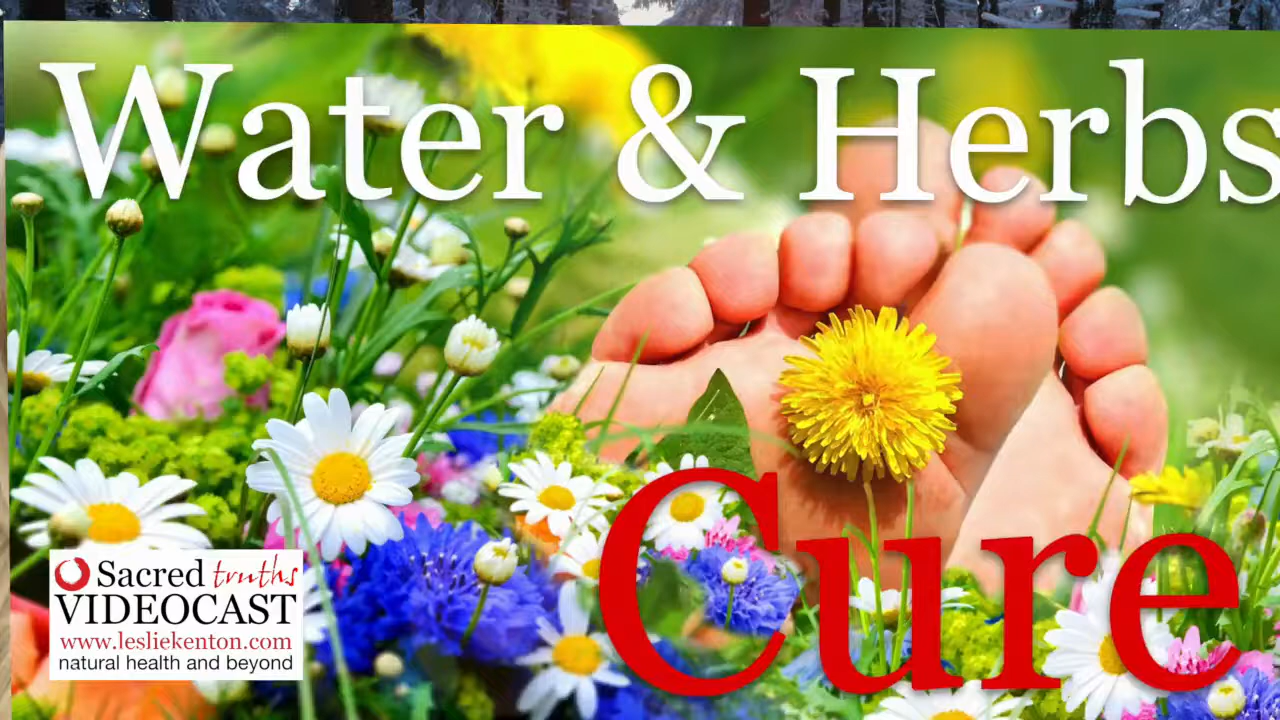 Water & Herbs
Cure
Sacred truths
VIDEOCAST
www.lesliekenton.com
natural health and beyond